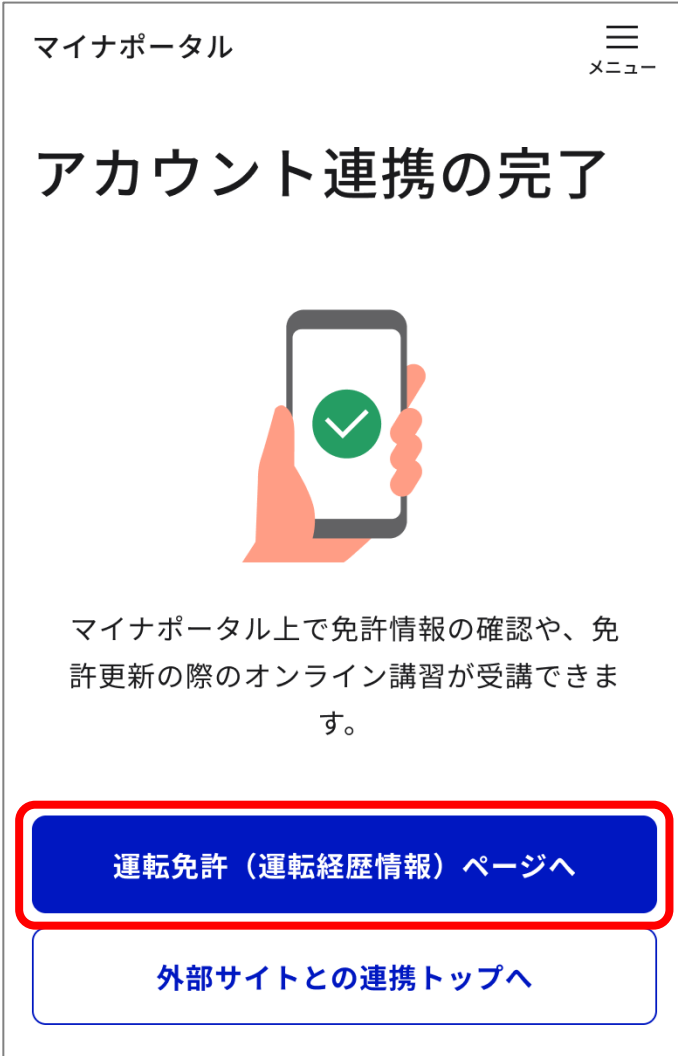 マイナポータル
メニュー
アカウント連携の完了
マイナポータル上で免許情報の確認や、免
許更新の際のオンライン講習が受講できま
す。
運転免許（運転経歴情報）ページへ
外部サイトとの連携トップへ